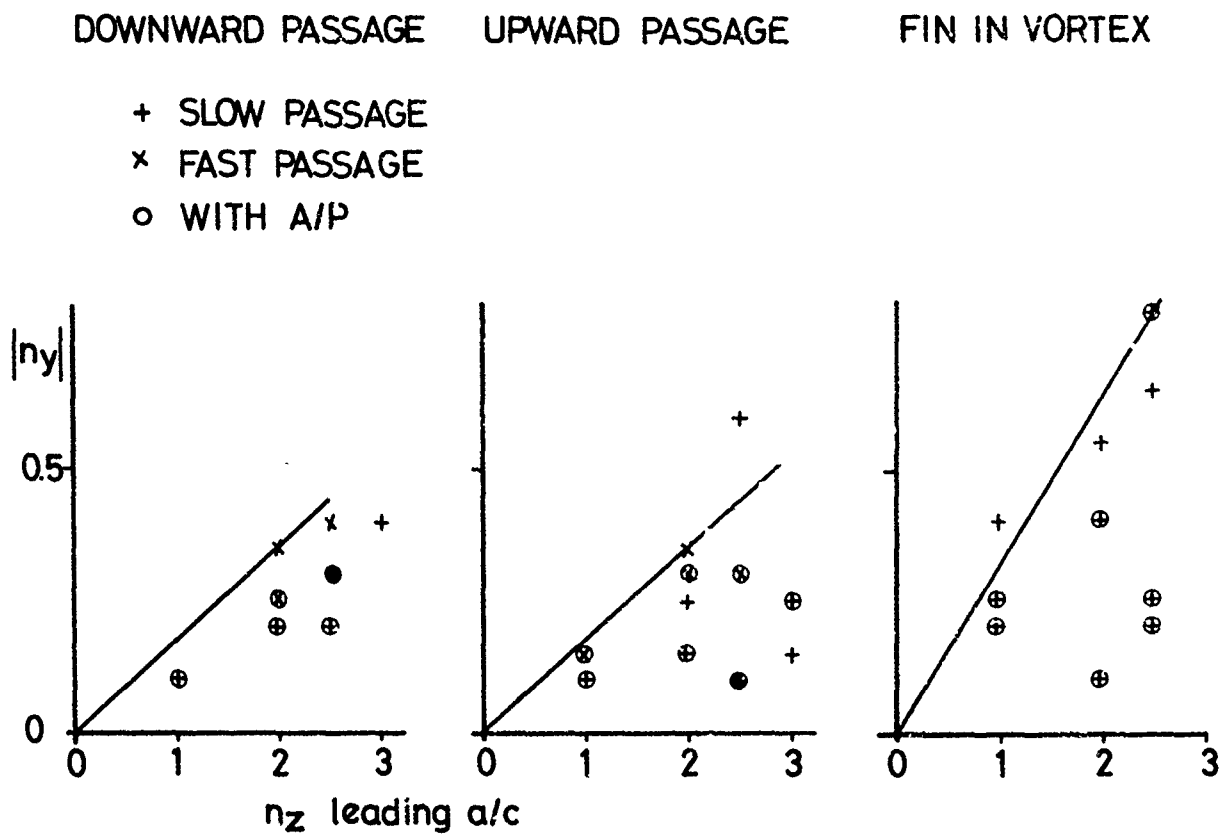 DOWNWARD PASSAGE UPWARD PASSAGE FIN IN VORTEX
+ SLOW PASSAGE
x FAST PASSAGE
o WITH A/P
|ny|
0.5
0
0 1 2 3 0 1 2 3 0 1 2 3
nz leading a/c